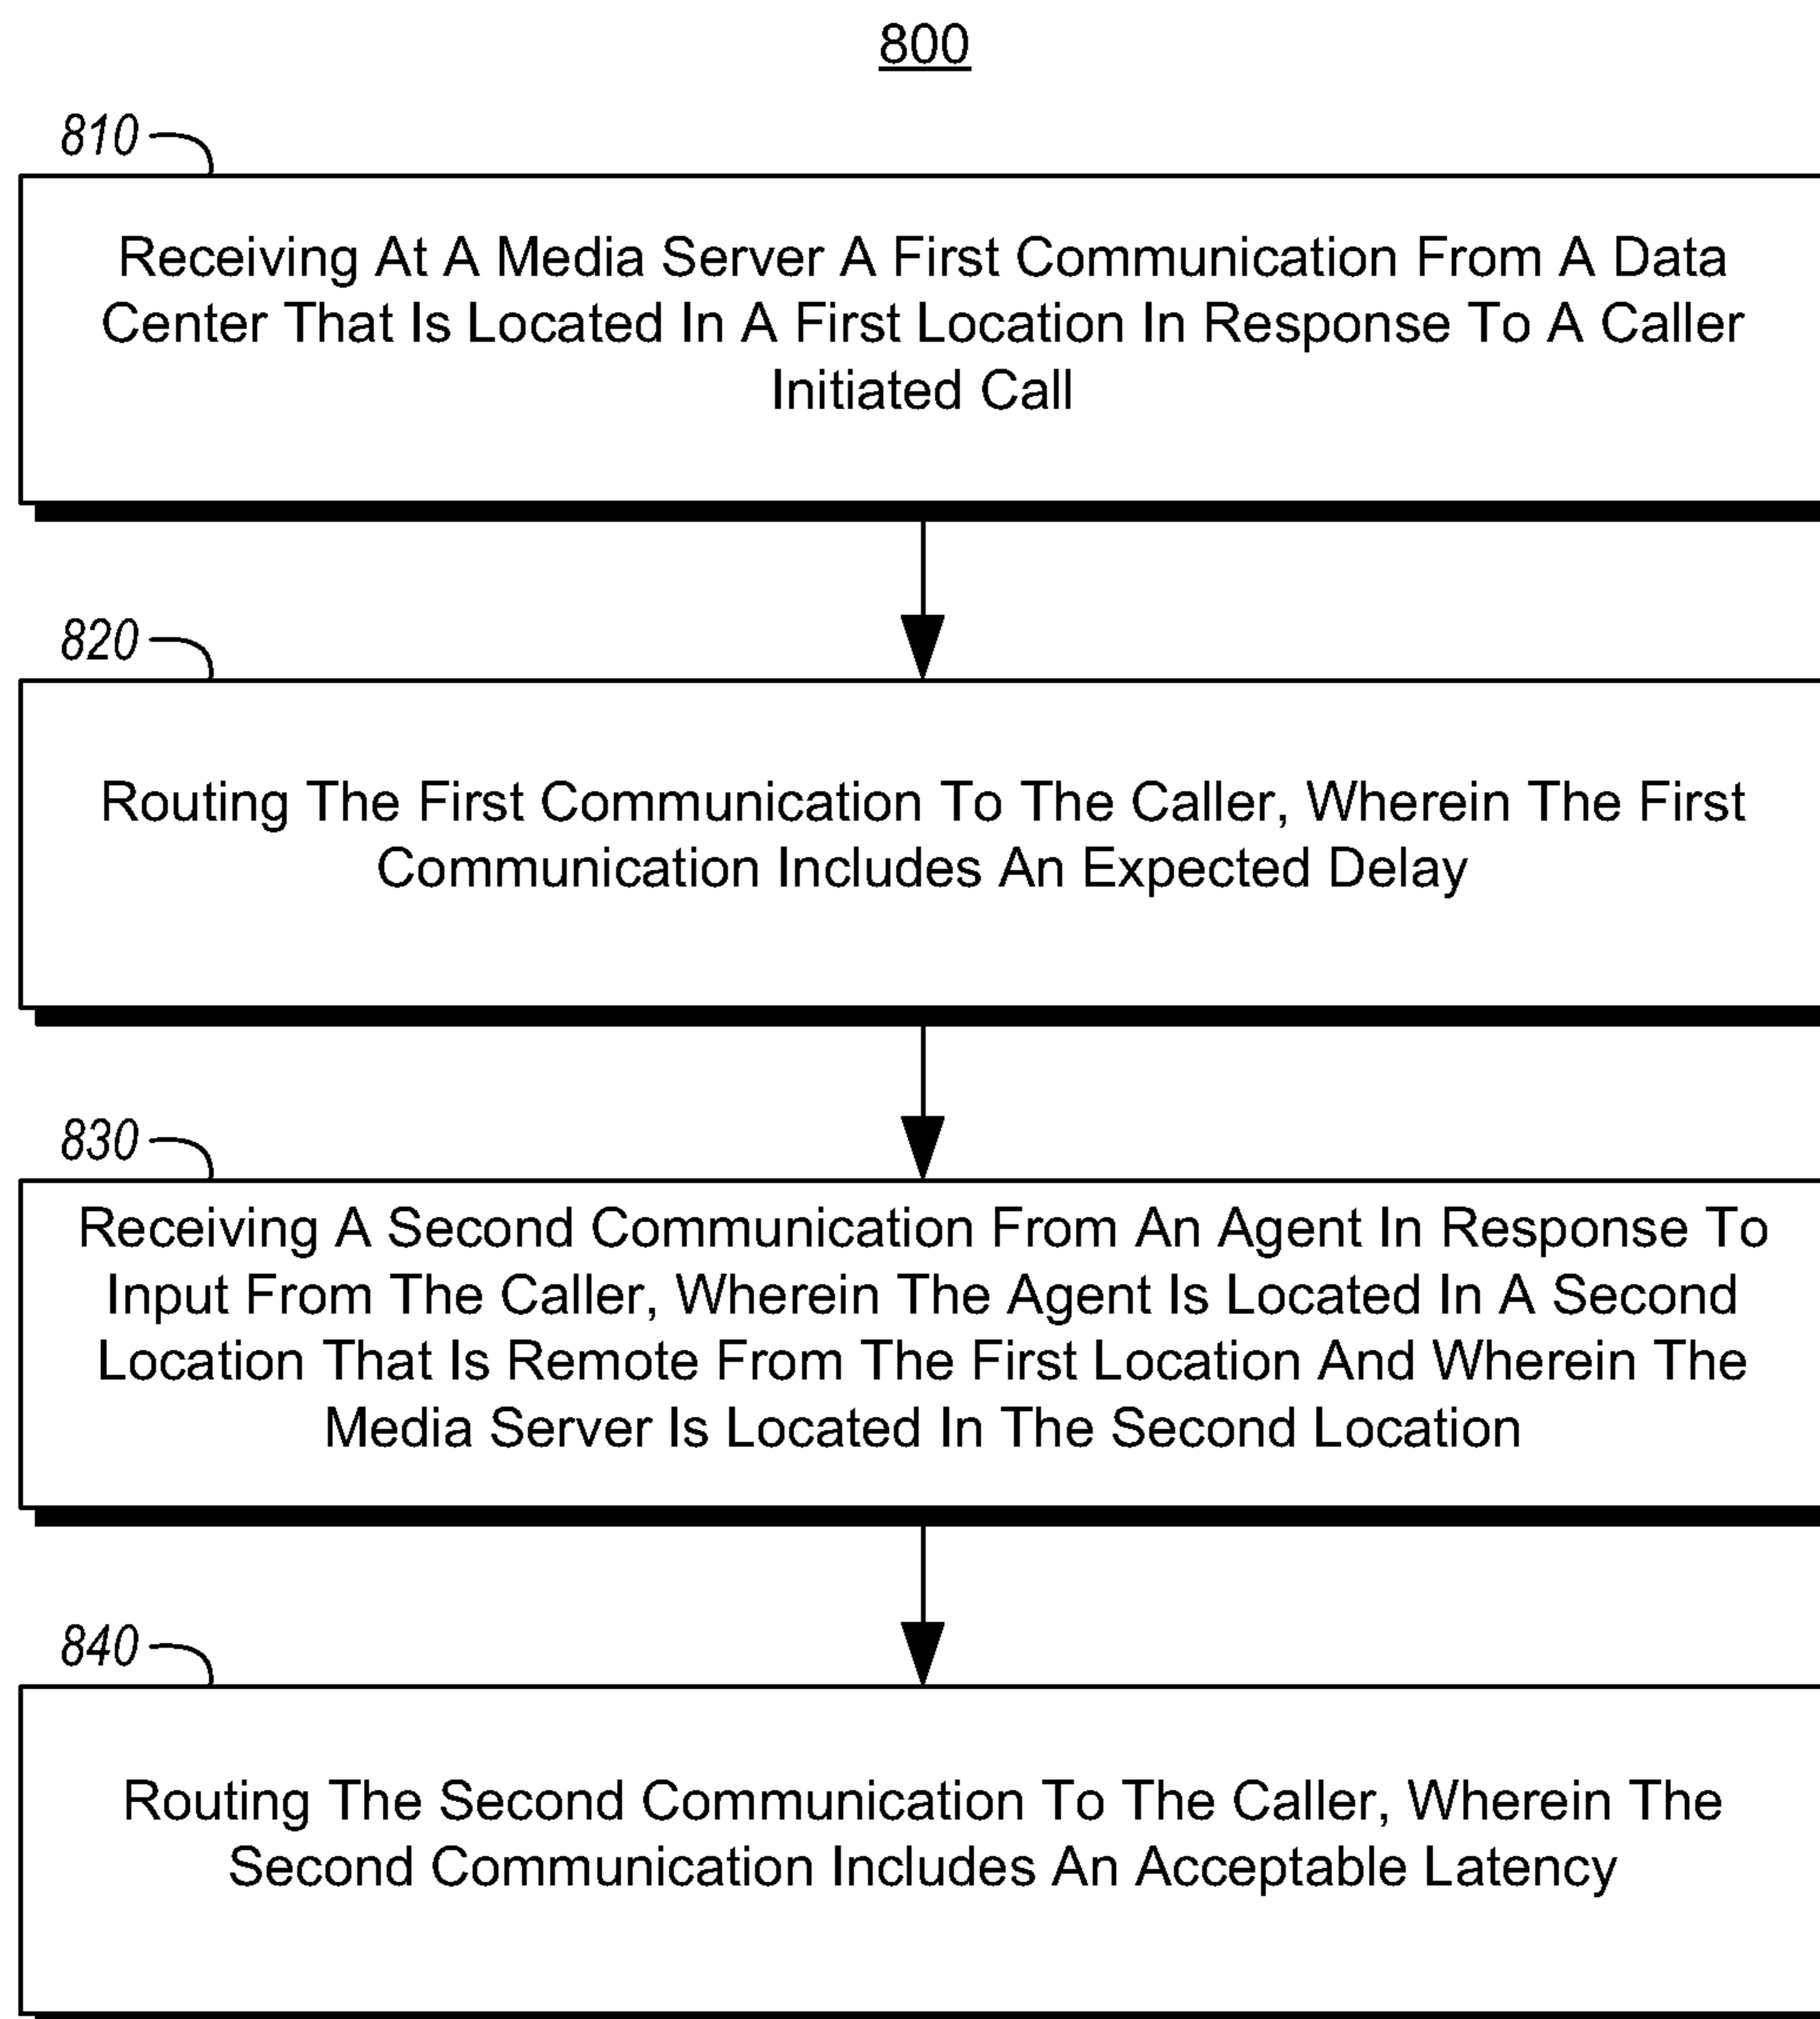 800
810
Receiving At A Media Server A First Communication From A Data
Center That Is Located In A First Location In Response To A Caller
Initiated Call
820
Routing The First Communication To The Caller, Wherein The First
Communication Includes An Expected Delay
830
Receiving A Second Communication From An Agent In Response To
Input From The Caller, Wherein The Agent Is Located In A Second
Location That Is Remote From The First Location And Wherein The
Media Server Is Located In The Second Location
840
Routing The Second Communication To The Caller, Wherein The
Second Communication Includes An Acceptable Latency